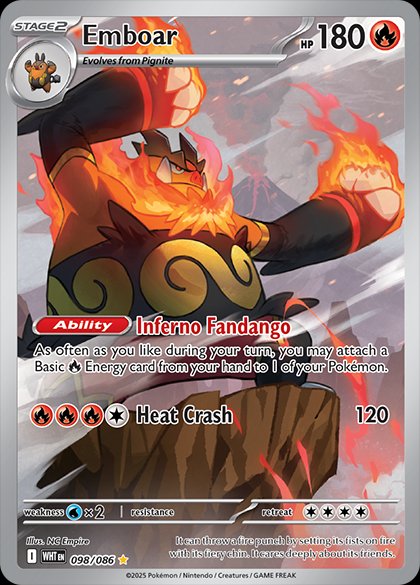 STAGE2 Emboar HP 180
Evolves from Pignite
Ability Inferno Fandango
As often as you like during your turn, you may attach a
Basic Energy card from your hand to 1 of your Pokémon.
Heat Crash 120
weakness ×2 resistance retreat
Illus. NC Empire
I WHT EN 098/086
It can throw a fire punch by setting its fists on fire
with its fiery chin. It cares deeply about its friends.
©2025 Pokémon / Nintendo / Creatures / GAME FREAK